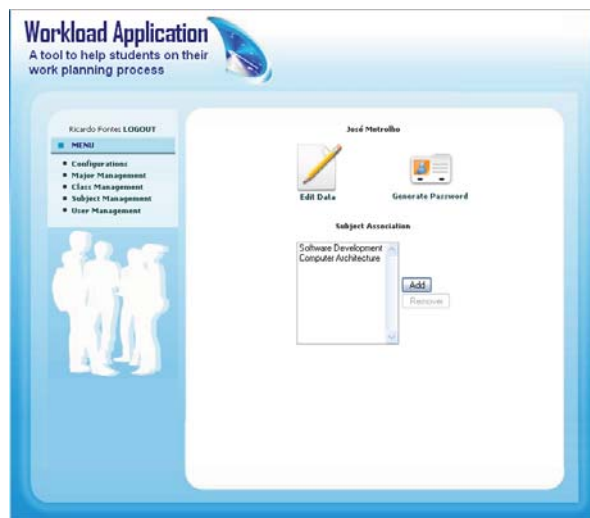 Workload Application
A tool to help students on their
work planning process
Ricardo Fontes LOGOUT
MENU
Configurations
Major Management
Class Management
Subject Management
User Management
José Metrolho
Edit Data
Generate Password
Subject Association
Software Development
Computer Architecture
Add
Remove